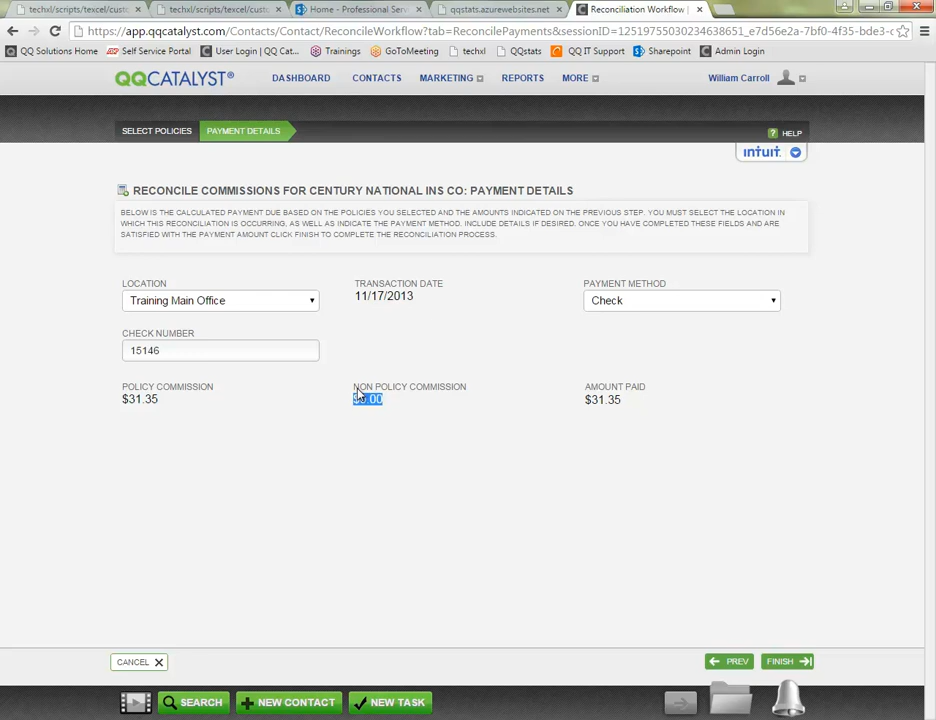 techxl/scripts/texcel/custo
techxl/scripts/texcel/custo
Home - Professional Serv
qqstats.azurewebsites.net
Reconciliation Workflow |
https://app.qqcatalyst.com/Contacts/Contact/ReconcileWorkflow?tab=ReconcilePayments&sessionID=12519755030234638651_e7d56e2a-7bf0-4f35-bde3-c
QQ Solutions Home
Self Service Portal
User Login | QQ Cat...
Trainings
GoToMeeting
techxl
QQstats
QQ IT Support
Sharepoint
Admin Login
QQCATALYST®
DASHBOARD
CONTACTS
MARKETING
REPORTS
MORE
William Carroll
SELECT POLICIES
PAYMENT DETAILS
? HELP
intuit.
RECONCILE COMMISSIONS FOR CENTURY NATIONAL INS CO: PAYMENT DETAILS
BELOW IS THE CALCULATED PAYMENT DUE BASED ON THE POLICIES YOU SELECTED AND THE AMOUNTS INDICATED ON THE PREVIOUS STEP. YOU MUST SELECT THE LOCATION IN
WHICH THIS RECONCILIATION IS OCCURRING, AS WELL AS INDICATE THE PAYMENT METHOD, INCLUDE DETAILS IF DESIRED. ONCE YOU HAVE COMPLETED THESE FIELDS AND ARE
SATISFIED WITH THE PAYMENT AMOUNT CLICK FINISH TO COMPLETE THE RECONCILIATION PROCESS.
LOCATION
Training Main Office
TRANSACTION DATE
11/17/2013
PAYMENT METHOD
Check
CHECK NUMBER
15146
POLICY COMMISSION
$31.35
NON POLICY COMMISSION
AMOUNT PAID
$31.35
CANCEL
PREV
FINISH
SEARCH
NEW CONTACT
NEW TASK